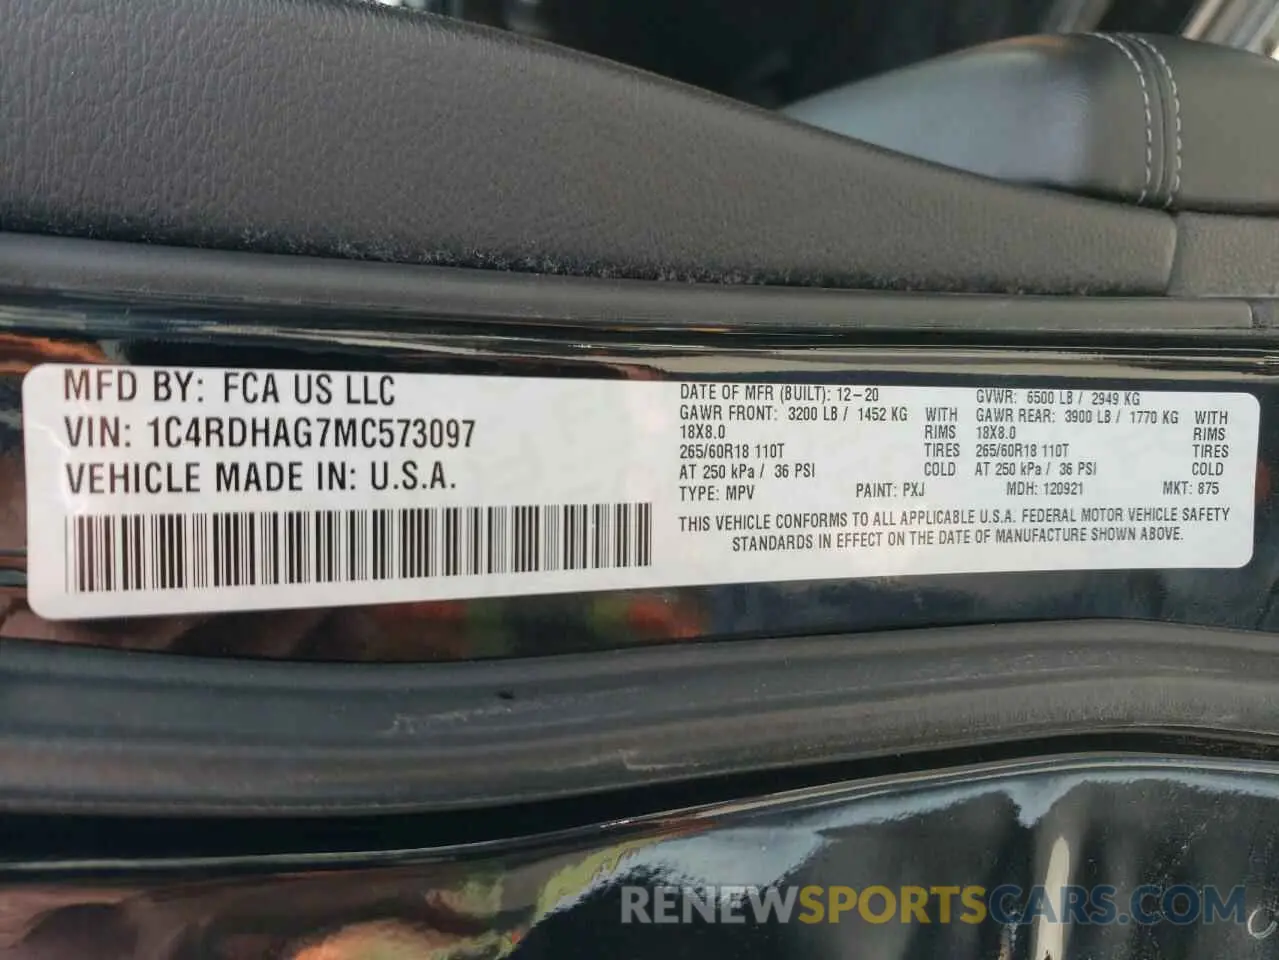 MFD BY: FCA US LLC
VIN: 1C4RDHAG7MC573097
VEHICLE MADE IN: U.S.A.
DATE OF MFR (BUILT): 12-20
GAWR FRONT: 3200 LB / 1452 KG WITH
18X8.0 RIMS
265/60R18 110T TIRES
AT 250 kPa / 36 PSI COLD
TYPE: MPV PAINT: PXJ
GVWR: 6500 LB / 2949 KG
GAWR REAR: 3900 LB / 1770 KG WITH
18X8.0 RIMS
265/60R18 110T TIRES
AT 250 kPa / 36 PSI COLD
MDH: 120921 MKT: 875
THIS VEHICLE CONFORMS TO ALL APPLICABLE U.S.A. FEDERAL MOTOR VEHICLE SAFETY
STANDARDS IN EFFECT ON THE DATE OF MANUFACTURE SHOWN ABOVE.
RENEWSPORTSCARS.COM